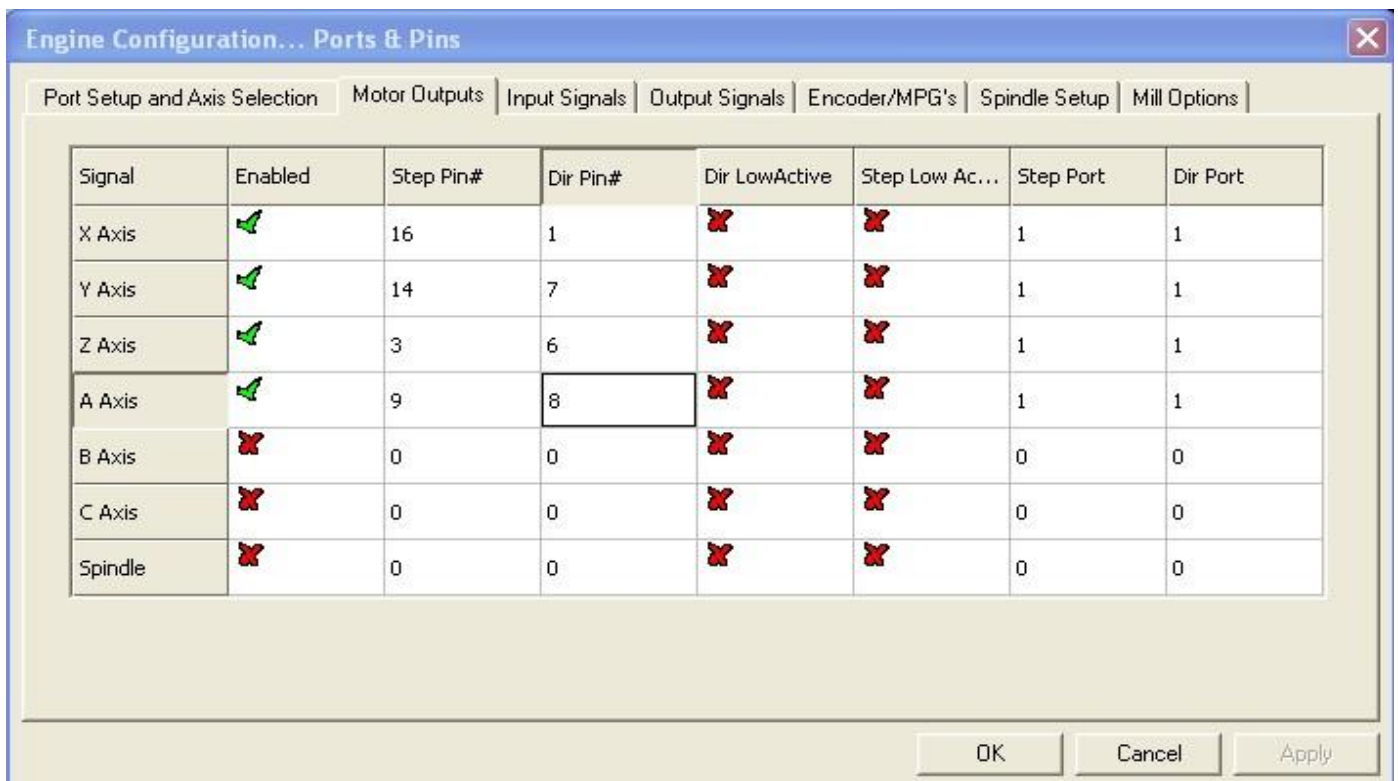 Engine Configuration... Ports & Pins
Port Setup and Axis Selection Motor Outputs Input Signals Output Signals Encoder/MPG's Spindle Setup Mill Options
Signal Enabled Step Pin# Dir Pin# Dir LowActive Step Low Ac... Step Port Dir Port
X Axis 16 1 1 1
Y Axis 14 7 1 1
Z Axis 3 6 1 1
A Axis 9 8 1 1
B Axis 0 0 0 0
C Axis 0 0 0 0
Spindle 0 0 0 0
OK Cancel Apply